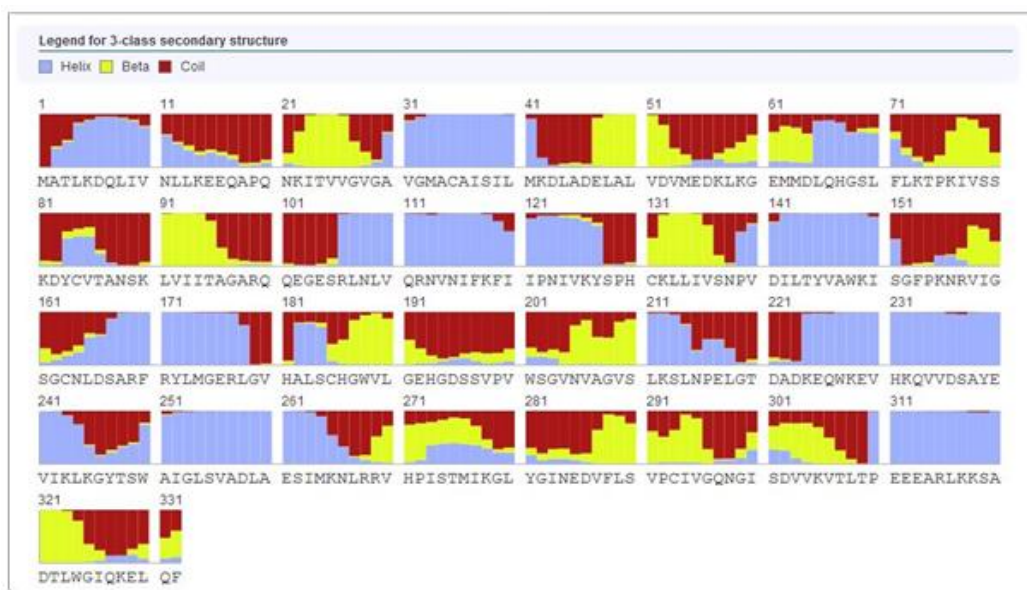 Legend for 3-class secondary structure
Helix Beta Coil
1 11 21 31 41 51 61 71
MATLKDQLIV NLLKEEQAPQ NKITVVGVGA VGMACAISIL MKDLADELAL VDVMEDKLKG EMMDLQHGSL FLKTPKIVSS
81 91 101 111 121 131 141 151
KDYCVTANSK LVIITAGARQ QEGESRLNLV QRNVNIFKFI IPNIVKYSPH CKLLIVSNPV DILTYVAWKI SGFPKNRVIG
161 171 181 191 201 211 221 231
SGCNLDSARF RYLMGERLGV HALSCHGWVL GEHGDSSVPV WSGVNVAGVS LKSLNPELGT DADKEQWKEV HKQVVDSAYE
241 251 261 271 281 291 301 311
VIKLKGYTSW AIGLSVADLA ESIMKNLRRV HPISTMIKGL YGINEDVFLS VPCIVGQNGI SDVVKVTLTP EEEARLKKSA
321 331
DTLWGIQKEL QF